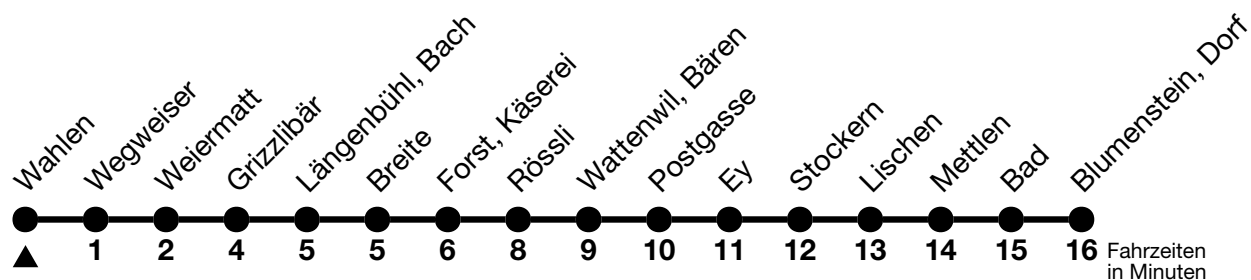 Wahlen
Wegweiser
Weiermatt
Grizzlibär
Längenbühl, Bach
Breite
Forst, Käserei
Rössli
Wattenwil, Bären
Postgasse
Ey
Stockern
Lischen
Mettlen
Bad
Blumenstein, Dorf
1 2 4 5 5 6 8 9 10 11 12 13 14 15 16 Fahrzeiten
in Minuten